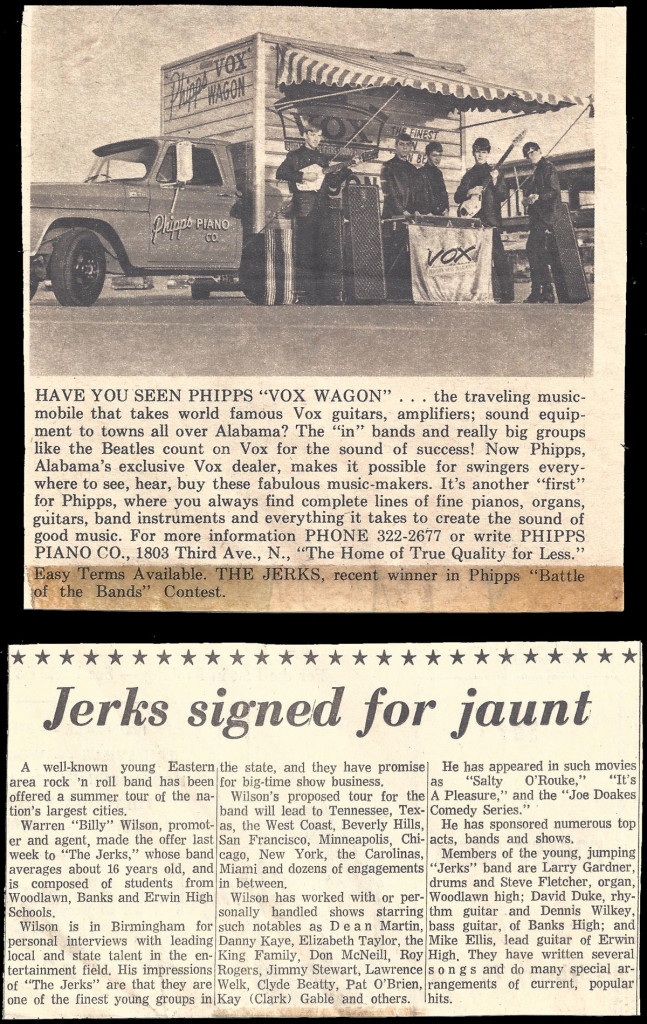 Phipps VOX
WAGON
VOX
THE FINEST
Phipps PIANO
CO
VOX
HAVE YOU SEEN PHIPPS “VOX WAGON” . . . the traveling music-
mobile that takes world famous Vox guitars, amplifiers; sound equip-
ment to towns all over Alabama? The “in” bands and really big groups
like the Beatles count on Vox for the sound of success! Now Phipps,
Alabama’s exclusive Vox dealer, makes it possible for swingers every-
where to see, hear, buy these fabulous music-makers. It’s another “first”
for Phipps, where you always find complete lines of fine pianos, organs,
guitars, band instruments and everything it takes to create the sound of
good music. For more information PHONE 322-2677 or write PHIPPS
PIANO CO., 1803 Third Ave., N., “The Home of True Quality for Less.”
Easy Terms Available. THE JERKS, recent winner in Phipps “Battle
of the Bands” Contest.
Jerks signed for jaunt
A well-known young Eastern
area rock ’n roll band has been
offered a summer tour of the na-
tion’s largest cities.
Warren “Billy” Wilson, promot-
er and agent, made the offer last
week to “The Jerks,” whose band
averages about 16 years old, and
is composed of students from
Woodlawn, Banks and Erwin High
Schools.
Wilson is in Birmingham for
personal interviews with leading
local and state talent in the en-
tertainment field. His impressions
of “The Jerks” are that they are
one of the finest young groups in
the state, and they have promise
for big-time show business.
Wilson’s proposed tour for the
band will lead to Tennessee, Tex-
as, the West Coast, Beverly Hills,
San Francisco, Minneapolis, Chi-
cago, New York, the Carolinas,
Miami and dozens of engagements
in between.
Wilson has worked with or per-
sonally handled shows starring
such notables as Dean Martin,
Danny Kaye, Elizabeth Taylor, the
King Family, Don McNeill, Roy
Rogers, Jimmy Stewart, Lawrence
Welk, Clyde Beatty, Pat O’Brien,
Kay (Clark) Gable and others.
He has appeared in such movies
as “Salty O’Rouke,” “It’s
A Pleasure,” and the “Joe Doakes
Comedy Series.”
He has sponsored numerous top
acts, bands and shows.
Members of the young, jumping
“Jerks” band are Larry Gardner,
drums and Steve Fletcher, organ,
Woodlawn high; David Duke, rhy-
thm guitar and Dennis Wilkey,
bass guitar, of Banks High; and
Mike Ellis, lead guitar of Erwin
High. They have written several
songs and do many special ar-
rangements of current, popular
hits.